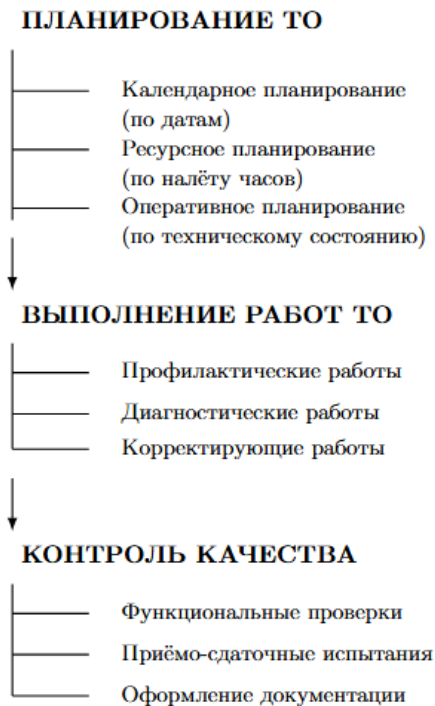 ПЛАНИРОВАНИЕ ТО
Календарное планирование
(по датам)
Ресурсное планирование
(по налёту часов)
Оперативное планирование
(по техническому состоянию)
ВЫПОЛНЕНИЕ РАБОТ ТО
Профилактические работы
Диагностические работы
Корректирующие работы
КОНТРОЛЬ КАЧЕСТВА
Функциональные проверки
Приёмо-сдаточные испытания
Оформление документации